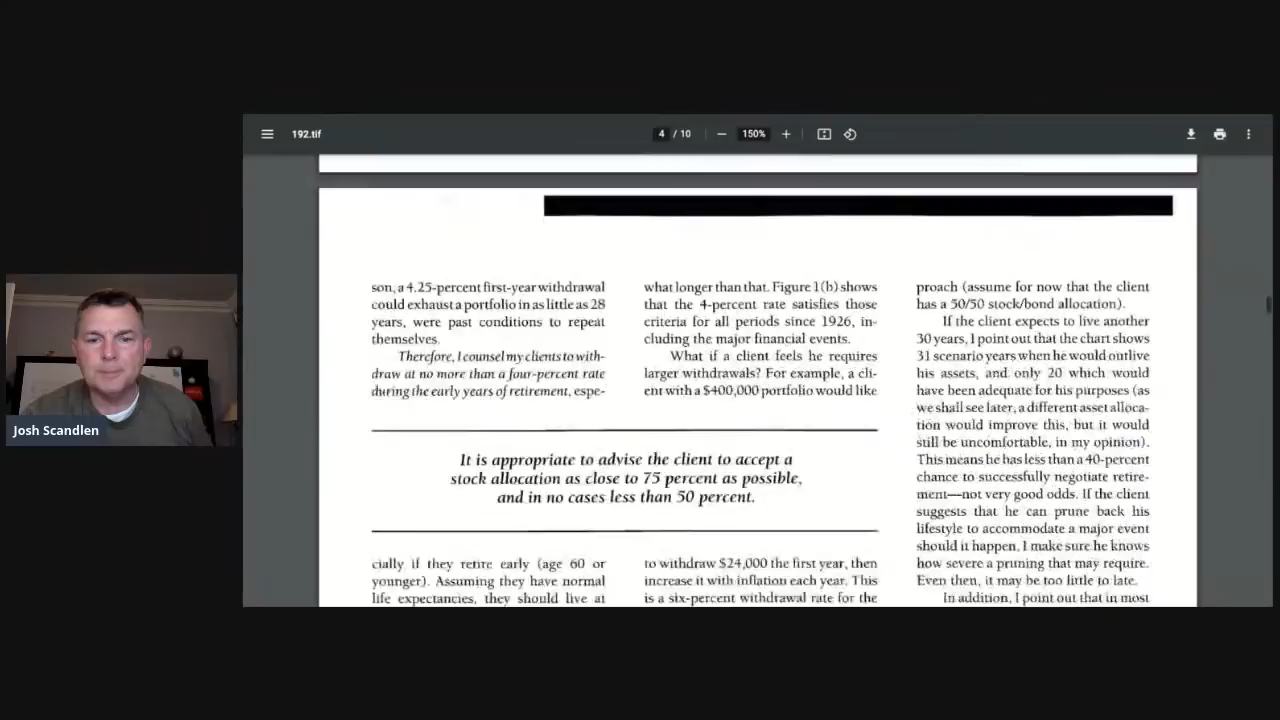 192.tif
4 / 10
150%
son, a 4.25-percent first-year withdrawal
could exhaust a portfolio in as little as 28
years, were past conditions to repeat
themselves.
Therefore, I counsel my clients to with-
draw at no more than a four-percent rate
during the early years of retirement, espe-
what longer than that. Figure 1(b) shows
that the 4-percent rate satisfies those
criteria for all periods since 1926, in-
cluding the major financial events.
What if a client feels he requires
larger withdrawals? For example, a cli-
ent with a $400,000 portfolio would like
It is appropriate to advise the client to accept a
stock allocation as close to 75 percent as possible,
and in no cases less than 50 percent.
cially if they retire early (age 60 or
younger). Assuming they have normal
life expectancies, they should live at
to withdraw $24,000 the first year, then
increase it with inflation each year. This
is a six-percent withdrawal rate for the
proach (assume for now that the client
has a 50/50 stock/bond allocation).
If the client expects to live another
30 years, I point out that the chart shows
31 scenario years when he would outlive
his assets, and only 20 which would
have been adequate for his purposes (as
we shall see later, a different asset alloca-
tion would improve this, but it would
still be uncomfortable, in my opinion).
This means he has less than a 40-percent
chance to successfully negotiate retire-
ment—not very good odds. If the client
suggests that he can prune back his
lifestyle to accommodate a major event
should it happen, I make sure he knows
how severe a pruning that may require.
Even then, it may be too little to late.
In addition, I point out that in most
Josh Scandlen